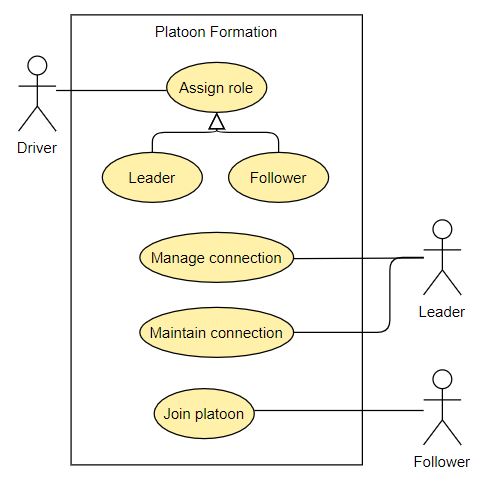 Platoon Formation
Assign role
Driver
Leader
Follower
Manage connection
Leader
Maintain connection
Join platoon
Follower